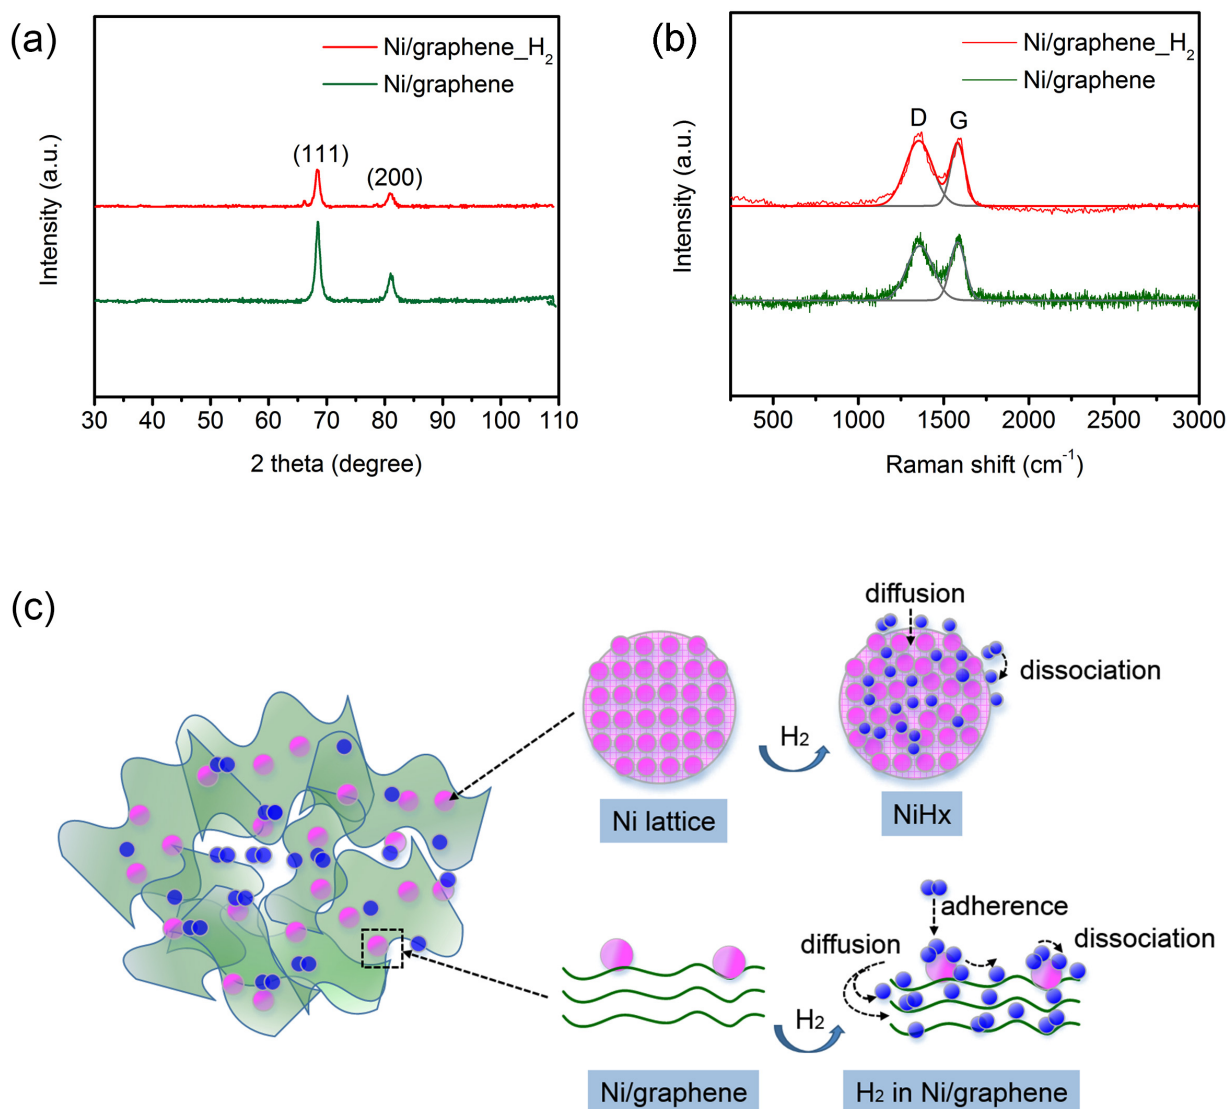 (a)
Ni/graphene_H2
Ni/graphene
(111)
(200)
Intensity (a.u.)
30 40 50 60 70 80 90 100 110
2 theta (degree)
(b)
Ni/graphene_H2
Ni/graphene
D G
Intensity (a.u.)
500 1000 1500 2000 2500 3000
Raman shift (cm-1)
(c)
diffusion
dissociation
H2
Ni lattice
NiHx
adherence
diffusion
dissociation
H2
Ni/graphene
H2 in Ni/graphene